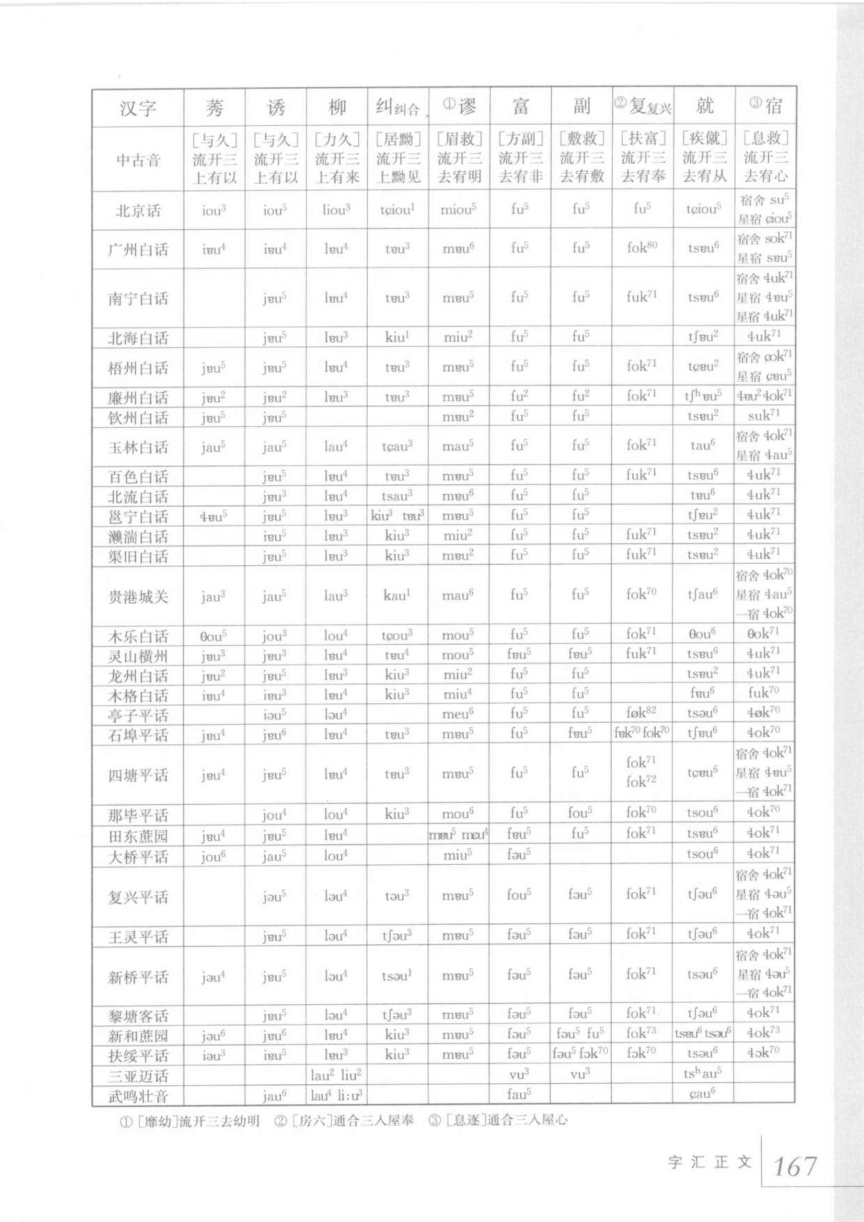 汉字 莠 诱 柳 纠纠合 ①谬 富 副 ②复复兴 就 ③宿
中古音 [与久]流开三上有以 [与久]流开三上有以 [力久]流开三上有来 [居黝]流开三上黝见 [眉救]流开三去宥明 [方副]流开三去宥非 [敷救]流开三去宥敷 [扶富]流开三去宥奉 [疾僦]流开三去宥从 [息救]流开三去宥心
北京话 iou³ iou⁵ liou³ tɕiou¹ miou⁵ fu⁵ fu⁵ fu⁵ tɕiou⁵ 宿舍 su⁵ 星宿 ɕiou⁵
广州白话 iɐu⁴ iɐu⁴ lɐu⁴ tɐu³ mɐu⁶ fu⁵ fu⁵ fok⁸⁰ tsɐu⁶ 宿舍 sok⁷¹ 星宿 sɐu⁵
南宁白话 jɐu⁵ lɐu⁴ tɐu³ mɐu⁵ fu⁵ fu⁵ fuk⁷¹ tsɐu⁶ 宿舍 ɬuk⁷¹ 星宿 ɬɐu⁵ 星宿 ɬuk⁷¹
北海白话 jɐu⁵ lɐu³ kiu¹ miu² fu⁵ fu⁵ tʃɐu² ɬuk⁷¹
梧州白话 jɐu⁵ jɐu⁵ lɐu⁴ tɐu³ mɐu⁵ fu⁵ fu⁵ fok⁷¹ tɕɐu² 宿舍 ɕok⁷¹ 星宿 ɕɐu⁵
廉州白话 jɐu² jɐu² lɐu³ tɐu³ mɐu⁵ fu² fu² fok⁷¹ tʃʰɐu⁵ ɬɐu² ɬok⁷¹
钦州白话 jɐu⁵ jɐu⁵ mɐu² fu⁵ fu⁵ tsɐu² suk⁷¹
玉林白话 jau⁵ jau⁵ lau⁴ tɕau³ mau⁵ fu⁵ fu⁵ fok⁷¹ tau⁶ 宿舍 ɬok⁷¹ 星宿 ɬau⁵
百色白话 jɐu⁵ lɐu⁴ tɐu³ mɐu⁵ fu⁵ fu⁵ fuk⁷¹ tsɐu⁶ ɬuk⁷¹
北流白话 jɐu³ lɐu⁴ tsau³ mɐu⁶ fu⁵ fu⁵ tɐu⁶ ɬuk⁷¹
邕宁白话 ɬɐu⁵ jɐu⁵ lɐu³ kiu³ tɐu³ mɐu⁵ fu⁵ fu⁵ tʃɐu² ɬuk⁷¹
濑湍白话 iɐu⁵ lɐu³ kiu³ miu² fu⁵ fu⁵ fuk⁷¹ tsɐu² ɬuk⁷¹
渠旧白话 jɐu⁵ lɐu³ kiu³ mɐu² fu⁵ fu⁵ fuk⁷¹ tsɐu² ɬuk⁷¹
贵港城关 jau³ jau⁵ lau³ kau¹ mau⁶ fu⁵ fu⁵ fok⁷⁰ tʃau⁶ 宿舍 ɬok⁷⁰ 星宿 ɬau⁵ 一宿 ɬok⁷⁰
木乐白话 θou⁵ jou³ lou⁴ tɕou³ mou⁵ fu⁵ fu⁵ fok⁷¹ θou⁶ θok⁷¹
灵山横州 jɐu³ jɐu³ lɐu⁴ tɐu⁴ mou⁵ fɐu⁵ fɐu⁵ fuk⁷¹ tsɐu⁶ ɬuk⁷¹
龙州白话 jɐu² jɐu⁵ lɐu³ kiu³ miu² fu⁵ fu⁵ tsɐu² ɬuk⁷¹
木格白话 iɐu⁴ iɐu³ lɐu⁴ kiu³ miu⁴ fu⁵ fu⁵ fɐu⁶ fuk⁷⁰
亭子平话 iəu⁵ ləu⁴ meu⁶ fu⁵ fu⁵ føk⁸² tsəu⁶ ɬøk⁷⁰
石埠平话 jɐu⁴ jɐu⁶ lɐu⁴ tɐu³ mɐu⁵ fu⁵ fɐu⁵ fɐk⁷⁰ fok⁷⁰ tʃɐu⁶ ɬok⁷⁰
四塘平话 jɐu⁴ jɐu⁵ lɐu⁴ tɐu³ mɐu⁵ fu⁵ fu⁵ fok⁷¹ fok⁷² tɕɐu⁶ 宿舍 ɬok⁷¹ 星宿 ɬɐu⁵ 一宿 ɬok⁷¹
那毕平话 jou⁴ lou⁴ kiu³ mou⁶ fu⁵ fou⁵ fok⁷⁰ tsou⁶ ɬok⁷⁰
田东蔗园 jɐu⁴ jɐu⁵ lɐu⁴ mɐu⁵ məu⁴ fɐu⁵ fu⁵ fok⁷¹ tsɐu⁶ ɬok⁷¹
大桥平话 jou⁶ jau⁵ lou⁴ miu⁵ fəu⁵ tsou⁶ ɬok⁷¹
复兴平话 jəu⁵ ləu⁴ təu³ mɐu⁵ fou⁵ fəu⁵ fok⁷¹ tʃəu⁶ 宿舍 ɬok⁷¹ 星宿 ɬəu⁵ 一宿 ɬok⁷¹
王灵平话 jɐu⁵ ləu⁴ tʃəu³ mɐu⁵ fəu⁵ fəu⁵ fok⁷¹ tʃəu⁶ ɬok⁷¹
新桥平话 jəu⁴ jɐu⁵ ləu⁴ tsəu¹ mɐu⁵ fəu⁵ fəu⁵ fok⁷¹ tsəu⁶ 宿舍 ɬok⁷¹ 星宿 ɬəu⁵ 一宿 ɬok⁷¹
黎塘客话 jɐu⁵ ləu⁴ tʃəu³ mɐu⁵ fəu⁵ fəu⁵ fok⁷¹ tʃəu⁶ ɬok⁷¹
新和蔗园 jəu⁶ jɐu⁶ lɐu⁴ kiu³ mɐu⁵ fəu⁵ fəu⁵ fu⁵ fok⁷³ tsɐu⁶ tsəu⁶ ɬok⁷³
扶绥平话 iəu³ iɐu⁵ lɐu³ kiu³ mɐu⁵ fəu⁵ fəu⁵ fɔk⁷⁰ fɔk⁷⁰ tsəu⁶ ɬɔk⁷⁰
三亚迈话 lau² liu² vu³ vu³ tsʰau⁵
武鸣壮音 jau⁶ lau⁴ li:u³ fau⁵ ɕau⁶
①[靡幼]流开三去幼明 ②[房六]通合三入屋奉 ③[息逐]通合三入屋心
字汇正文 167